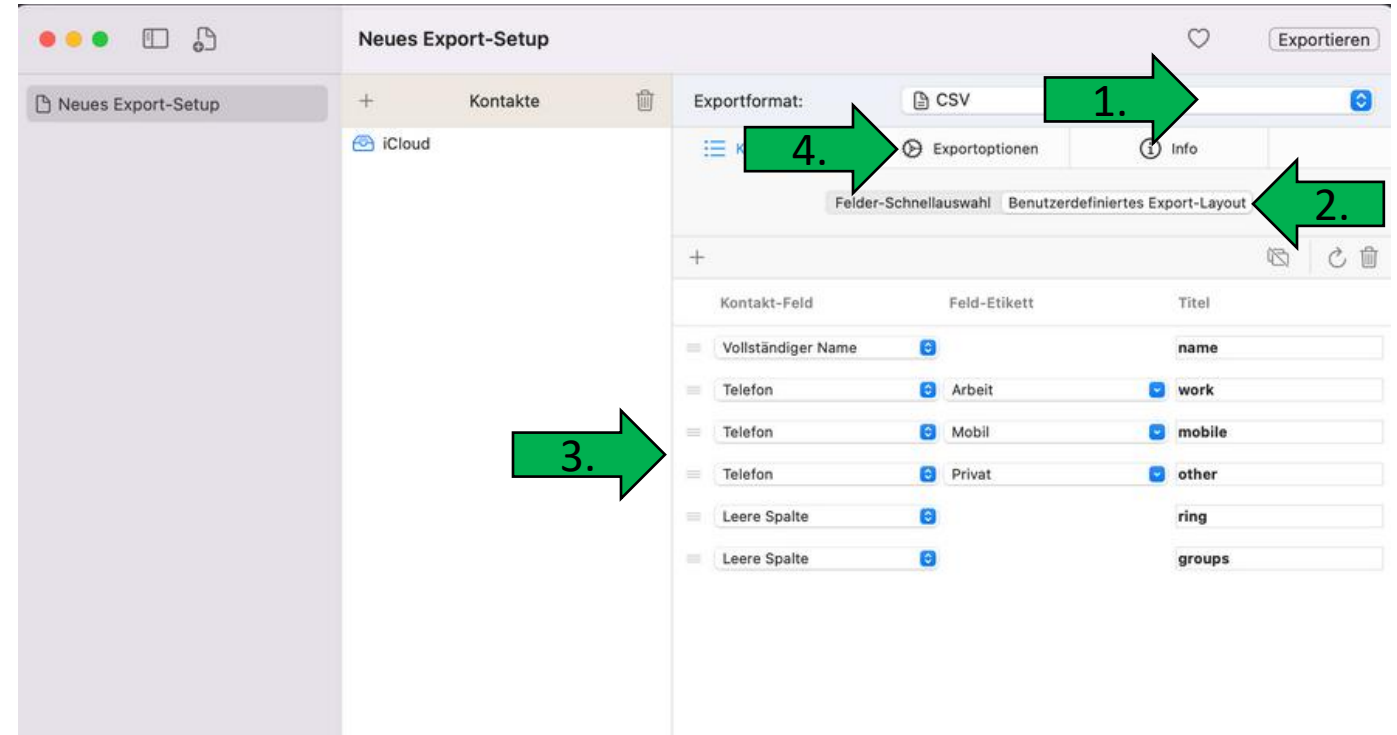 Neues Export-Setup
Exportieren
Neues Export-Setup
Kontakte
Exportformat:
CSV
1.
iCloud
4.
Exportoptionen
Info
Felder-Schnellauswahl
Benutzerdefiniertes Export-Layout
2.
Kontakt-Feld
Feld-Etikett
Titel
Vollständiger Name
name
Telefon
Arbeit
work
Telefon
Mobil
mobile
3.
Telefon
Privat
other
Leere Spalte
ring
Leere Spalte
groups